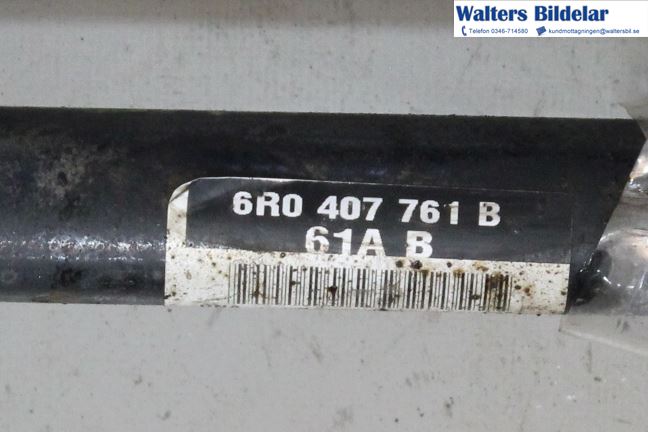 Walters Bildelar
Telefon 0346-714580 kundmottagningen@waltersbil.se
6R0 407 761 B
61A B